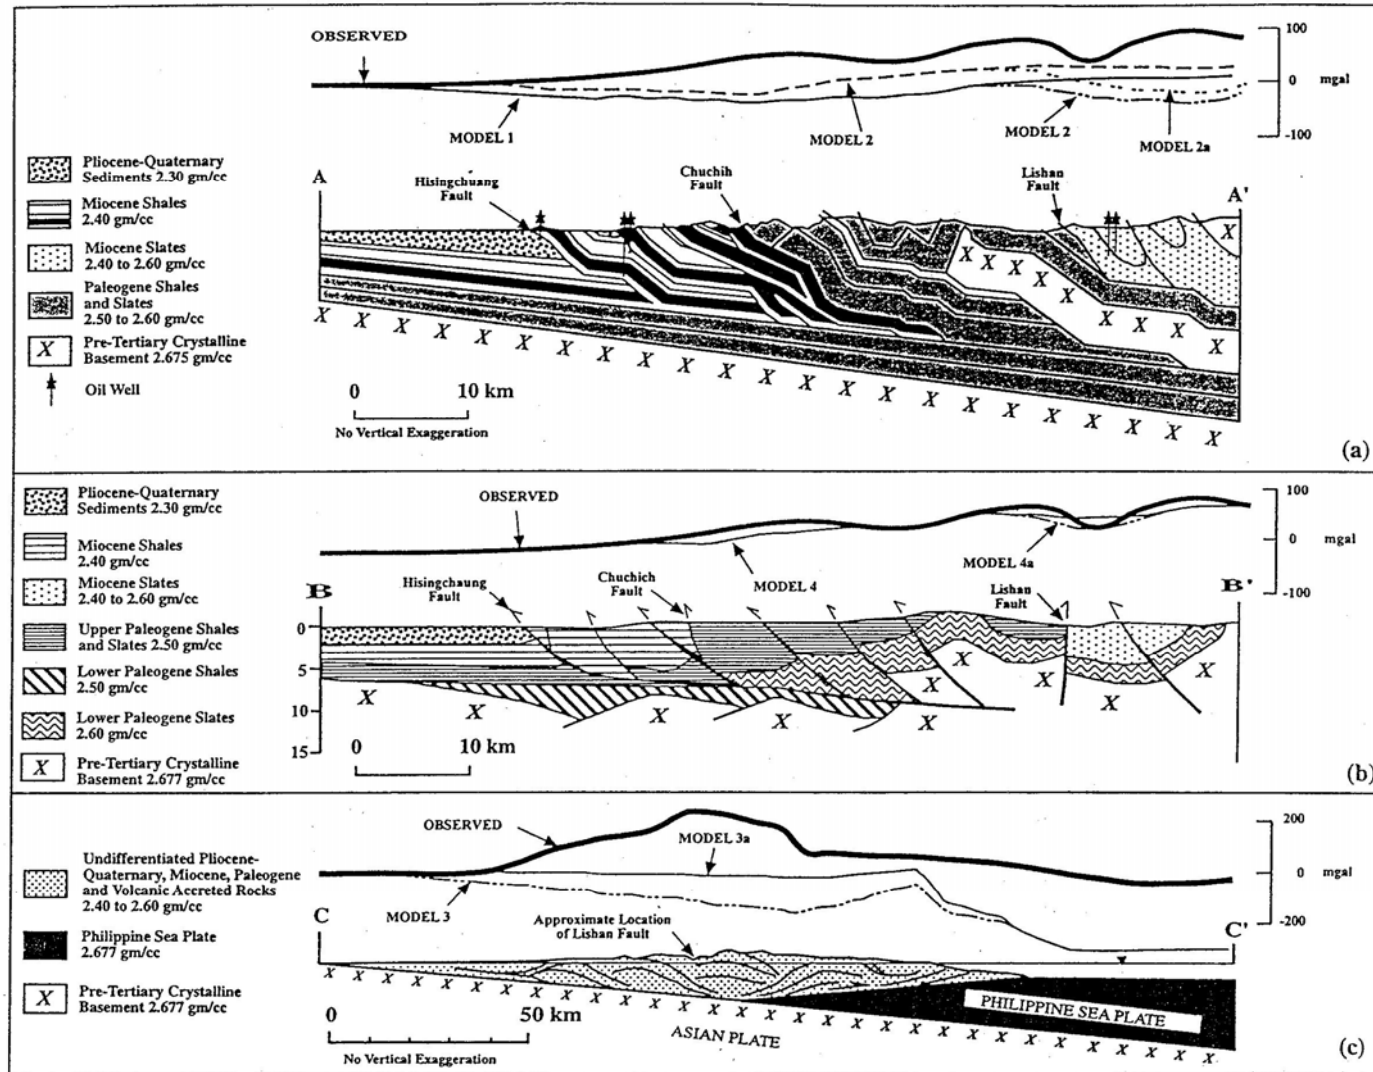 OBSERVED
100
0
mgal
-100
MODEL 1
MODEL 2
MODEL 2
MODEL 2a
Pliocene-Quaternary
Sediments 2.30 gm/cc
Miocene Shales
2.40 gm/cc
Miocene Slates
2.40 to 2.60 gm/cc
Paleogene Shales
and Slates
2.50 to 2.60 gm/cc
X
Pre-Tertiary Crystalline
Basement 2.675 gm/cc
Oil Well
A
Hisingchuang
Fault
Chuchih
Fault
Lishan
Fault
A'
X X X X X
X
X X X X
X X X X X X X X X X X X X X X X X X X X X X X
0 10 km
No Vertical Exaggeration
(a)
Pliocene-Quaternary
Sediments 2.30 gm/cc
Miocene Shales
2.40 gm/cc
Miocene Slates
2.40 to 2.60 gm/cc
Upper Paleogene Shales
and Slates 2.50 gm/cc
Lower Paleogene Shales
2.50 gm/cc
Lower Paleogene Slates
2.60 gm/cc
X
Pre-Tertiary Crystalline
Basement 2.677 gm/cc
OBSERVED
100
0
mgal
-100
MODEL 4
MODEL 4a
B
Hisingchaung
Fault
Chuchich
Fault
Lishan
Fault
B'
0
5
10
15
X X X X X X X X X
0 10 km
(b)
Undifferentiated Pliocene-
Quaternary, Miocene, Paleogene
and Volcanic Accreted Rocks
2.40 to 2.60 gm/cc
Philippine Sea Plate
2.677 gm/cc
X
Pre-Tertiary Crystalline
Basement 2.677 gm/cc
OBSERVED
MODEL 3a
200
0
mgal
-200
MODEL 3
C
Approximate Location
of Lishan Fault
C'
X X X X X X X X X X X X X X X X X X X X X X X X X X X X X X
PHILIPPINE SEA PLATE
ASIAN PLATE
0 50 km
No Vertical Exaggeration
(c)